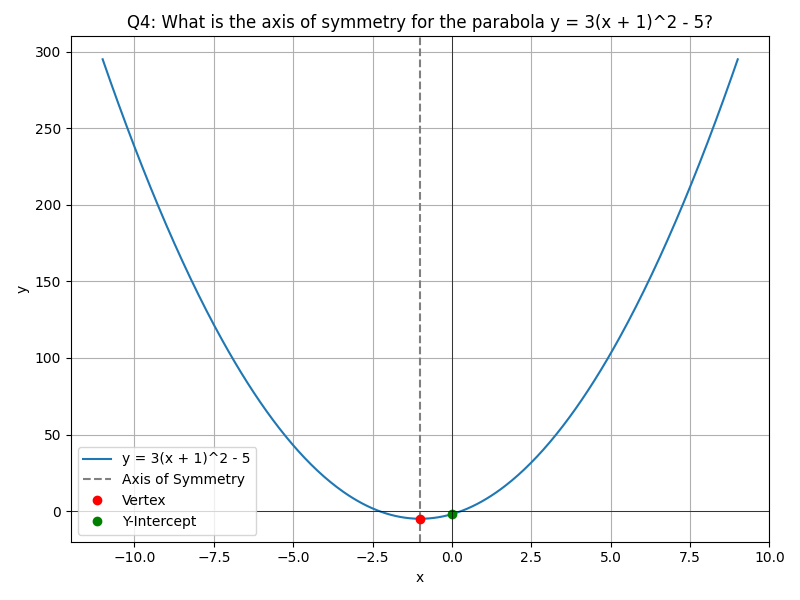 Q4: What is the axis of symmetry for the parabola y = 3(x + 1)^2 - 5?
300
250
200
150
100
50
0
y
y = 3(x + 1)^2 - 5
Axis of Symmetry
Vertex
Y-Intercept
−10.0 −7.5 −5.0 −2.5 0.0 2.5 5.0 7.5 10.0
x